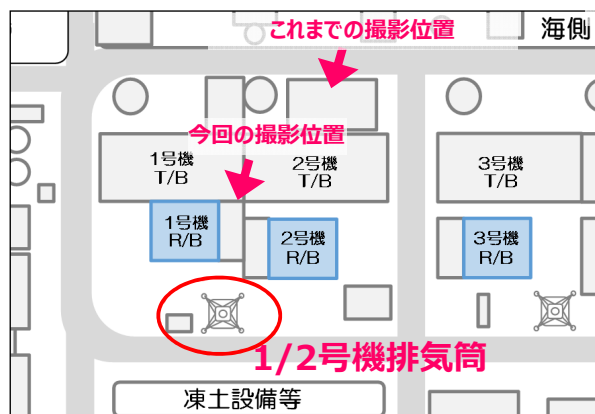 これまでの撮影位置
海側
今回の撮影位置
1号機
T/B
2号機
T/B
3号機
T/B
1号機
R/B
2号機
R/B
3号機
R/B
1/2号機排気筒
凍土設備等